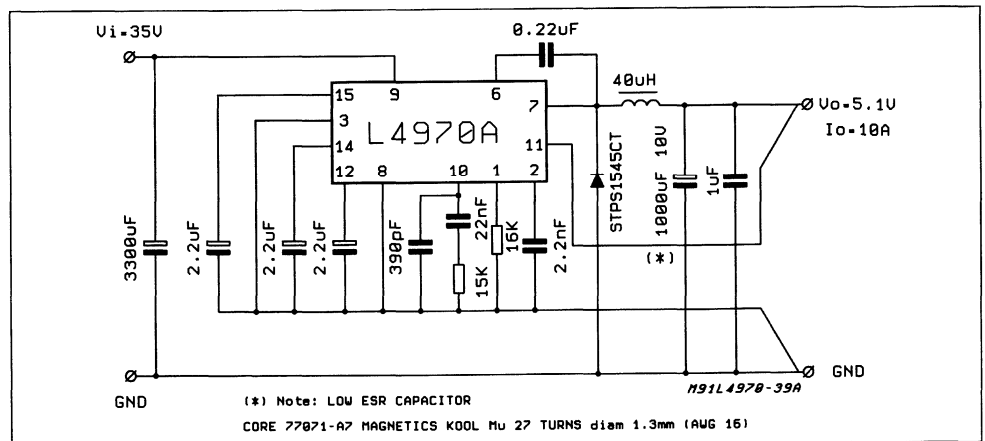 Vi=35V
0.22uF
40uH
15
9
6
7
Vo=5.1V
3
L4970A
Io=10A
14
11
12
8
10
1
2
3300uF
2.2uF
2.2uF
2.2uF
390pF
22nF
15K
16K
2.2nF
STPS1545CT
1000uF 10V
1uF
(*)
GND
GND
M91L4970-39A
(*) Note: LOW ESR CAPACITOR
CORE 77071-A7 MAGNETICS KOOL Mu 27 TURNS diam 1.3mm (AWG 16)